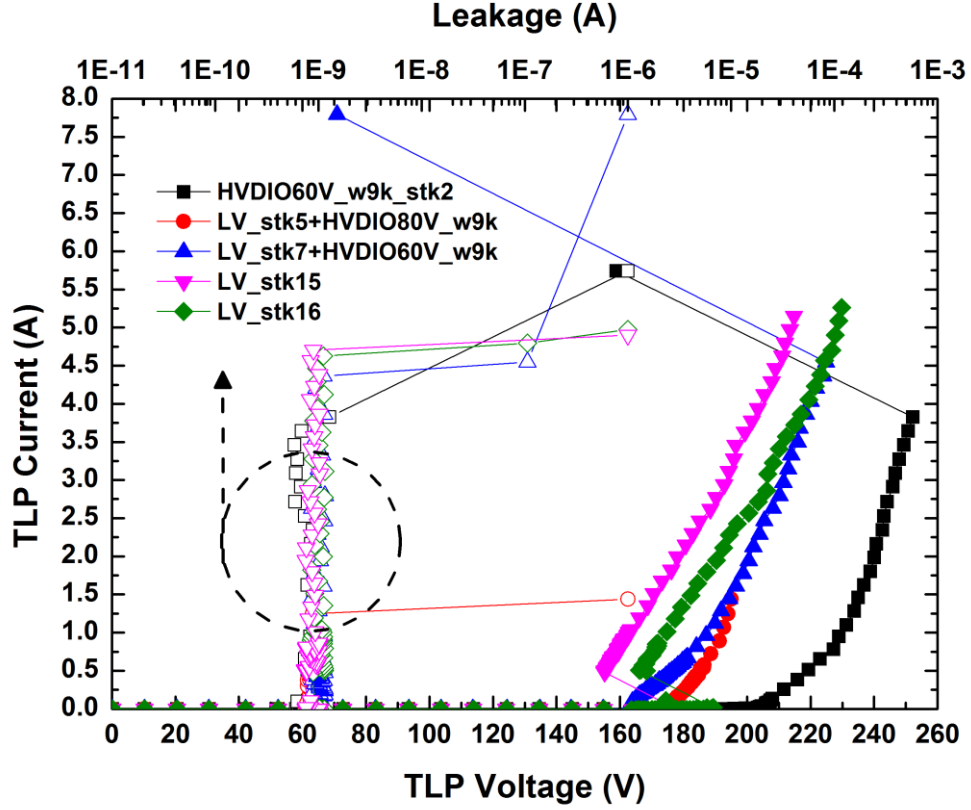 Leakage (A)
1E-11 1E-10 1E-9 1E-8 1E-7 1E-6 1E-5 1E-4 1E-3
8.0
7.5
7.0
6.5
6.0
5.5
5.0
4.5
4.0
3.5
3.0
2.5
2.0
1.5
1.0
0.5
0.0
TLP Current (A)
HVDIO60V_w9k_stk2
LV_stk5+HVDIO80V_w9k
LV_stk7+HVDIO60V_w9k
LV_stk15
LV_stk16
0 20 40 60 80 100 120 140 160 180 200 220 240 260
TLP Voltage (V)